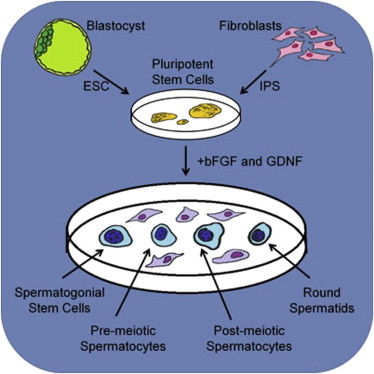 Blastocyst
Fibroblasts
Pluripotent
Stem Cells
ESC
IPS
+bFGF and GDNF
Spermatogonial
Stem Cells
Round
Spermatids
Pre-meiotic
Spermatocytes
Post-meiotic
Spermatocytes